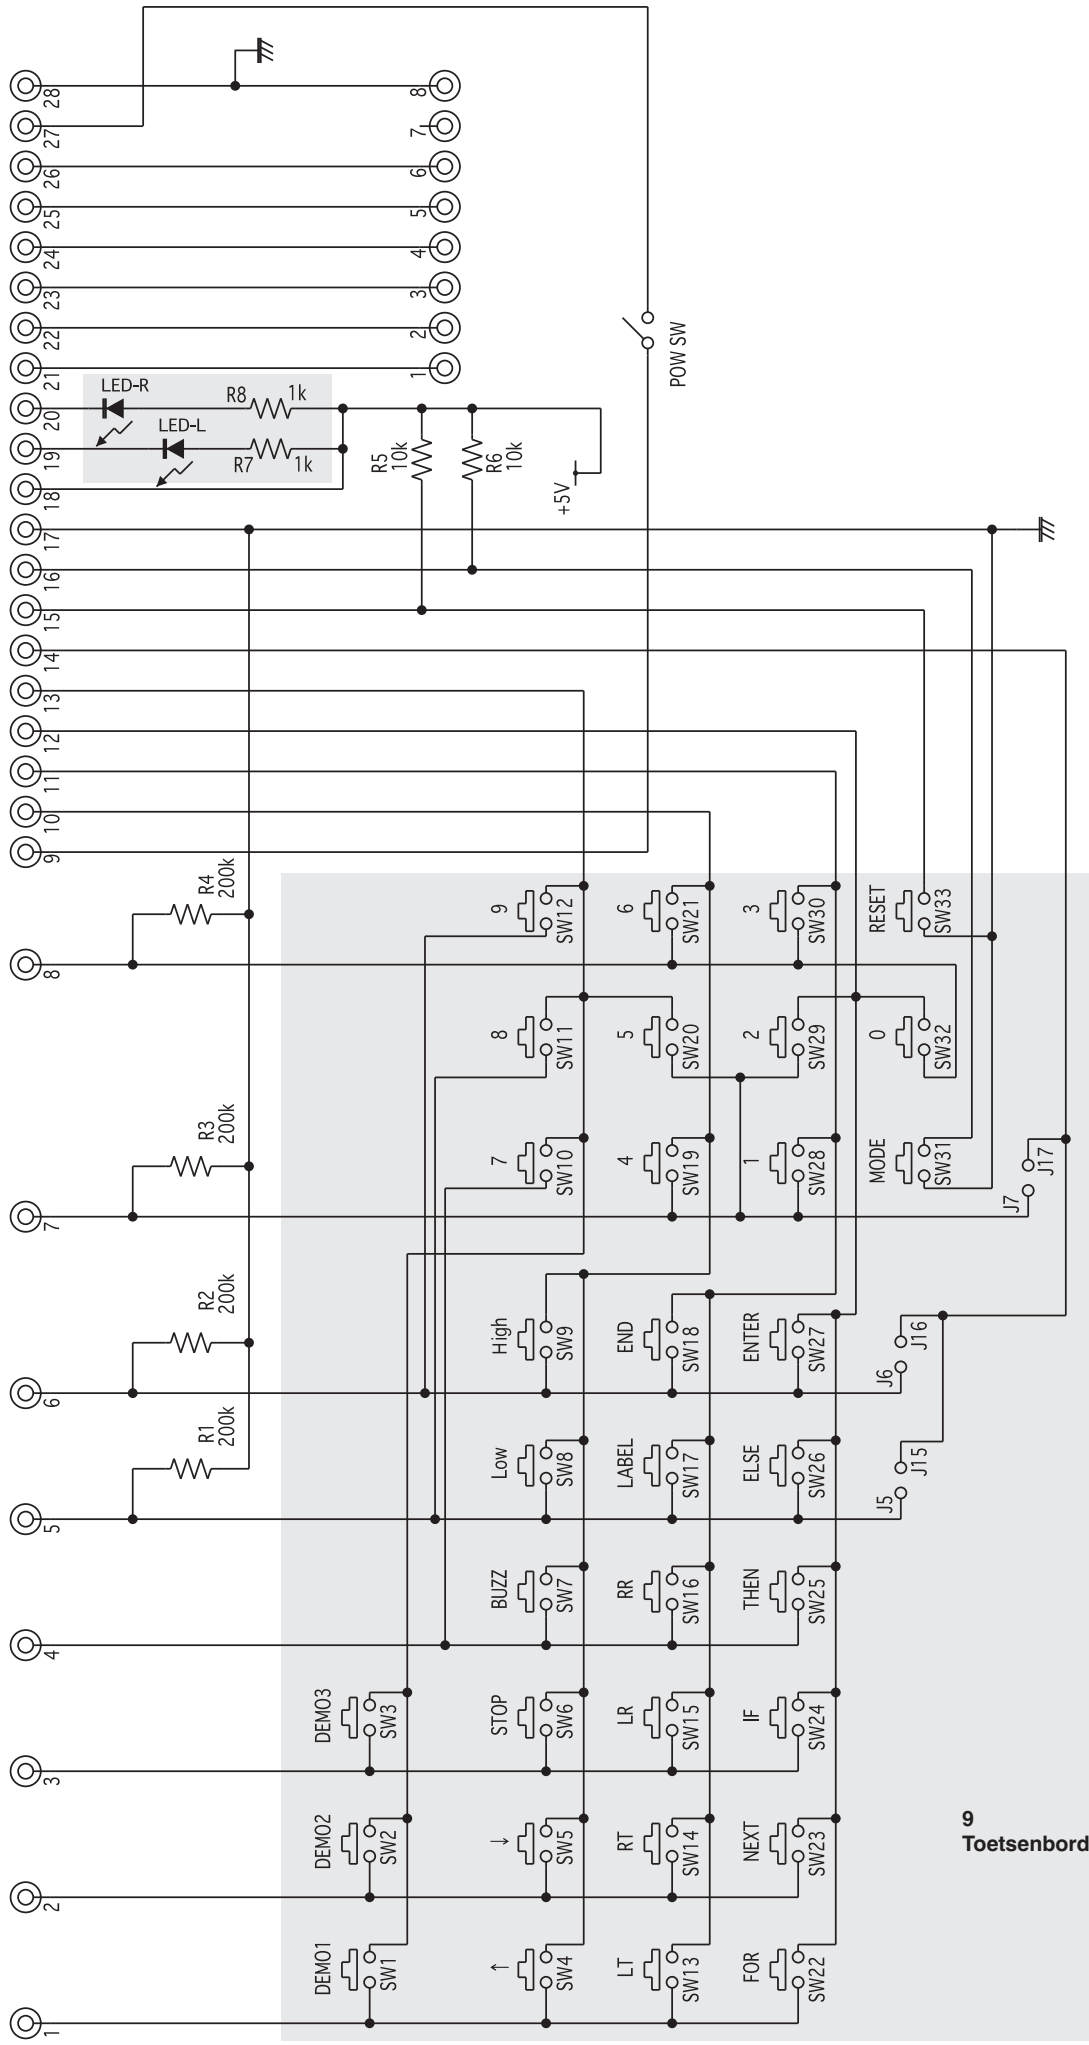 28
27
26
25
24
23
22
21
20
19
18
17
16
15
14
13
12
11
10
9
8
7
6
5
4
3
2
1
8
7
6
5
4
3
2
1
LED-R
LED-L
R8
1k
R7
1k
R5
10k
R6
10k
+5V
POW SW
R4
200k
R3
200k
R2
200k
R1
200k
9
SW12
6
SW21
3
SW30
RESET
SW33
8
SW11
5
SW20
2
SW29
0
SW32
7
SW10
4
SW19
1
SW28
MODE
SW31
J7
J17
High
SW9
END
SW18
ENTER
SW27
J6
J16
Low
SW8
LABEL
SW17
ELSE
SW26
J5
J15
BUZZ
SW7
RR
SW16
THEN
SW25
DEMO3
SW3
STOP
SW6
LR
SW15
IF
SW24
DEMO2
SW2
↓
SW5
RT
SW14
NEXT
SW23
DEMO1
SW1
↑
SW4
LT
SW13
FOR
SW22
9
Toetsenbord